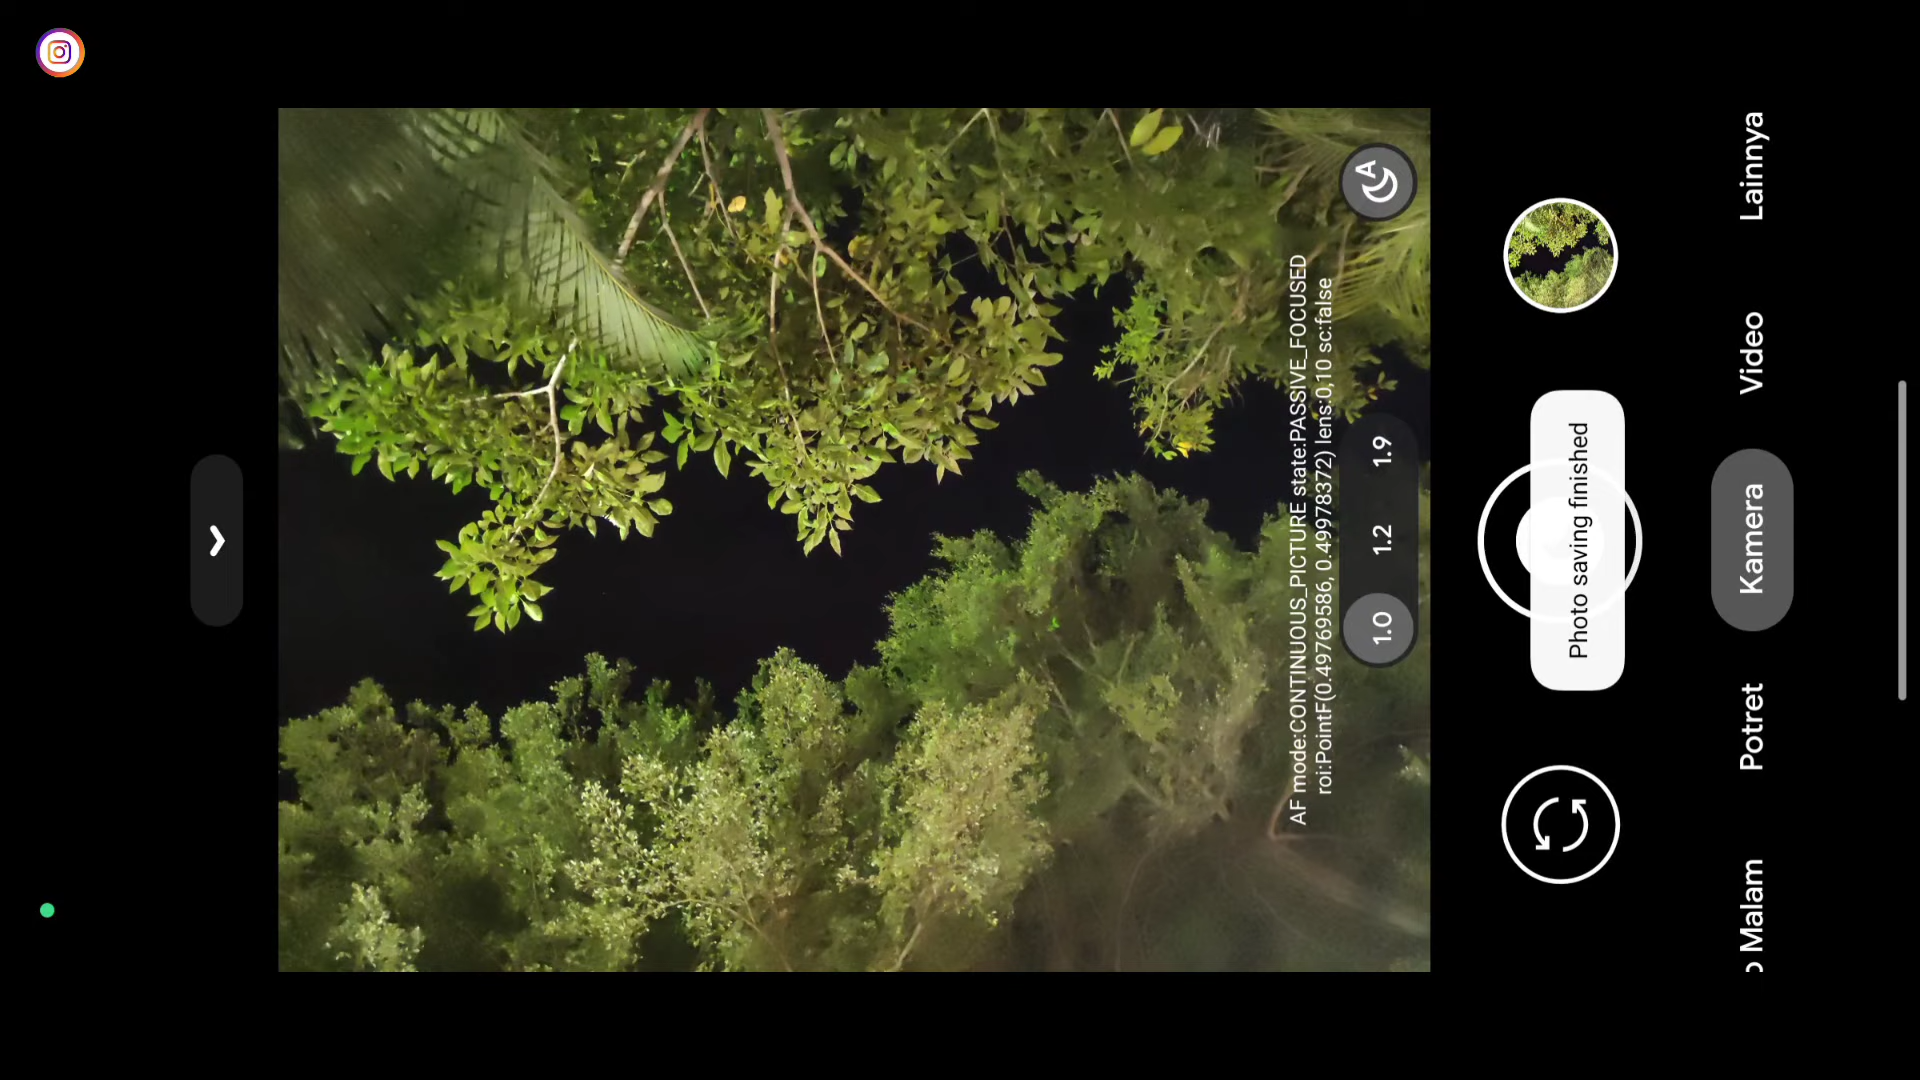 AF mode:CONTINUOUS_PICTURE state:PASSIVE_FOCUSED
roi:PointF(0.49769586, 0.49978372) lens:0,10 sc:false
A
1.0
1.2
1.9
Photo saving finished
o Malam
Potret
Kamera
Video
Lainnya